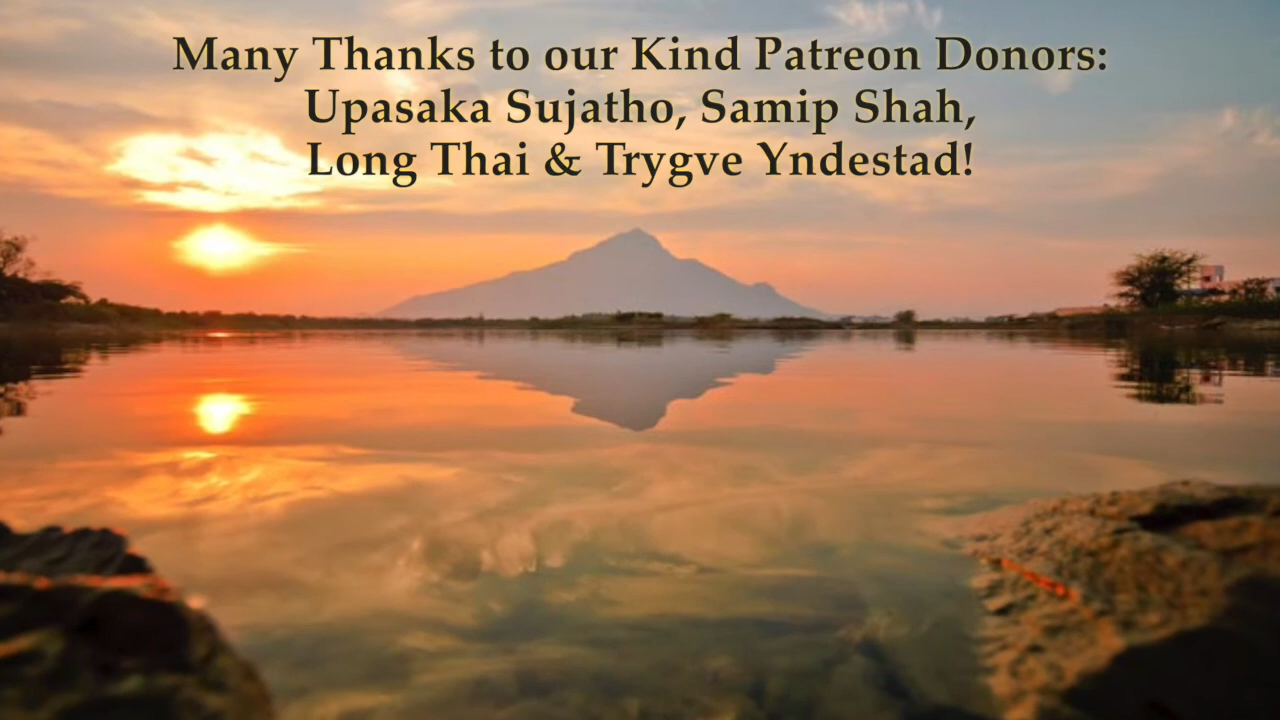 Many Thanks to our Kind Patreon Donors:
Upasaka Sujatho, Samip Shah,
Long Thai & Trygve Yndestad!